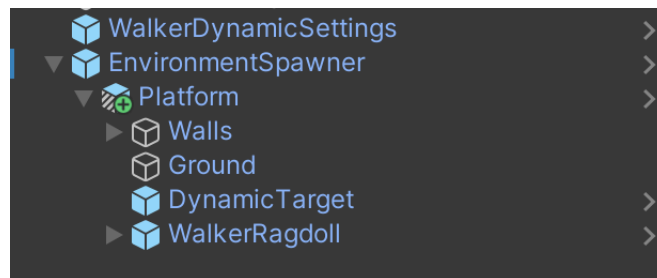 WalkerDynamicSettings
EnvironmentSpawner
Platform
Walls
Ground
DynamicTarget
WalkerRagdoll